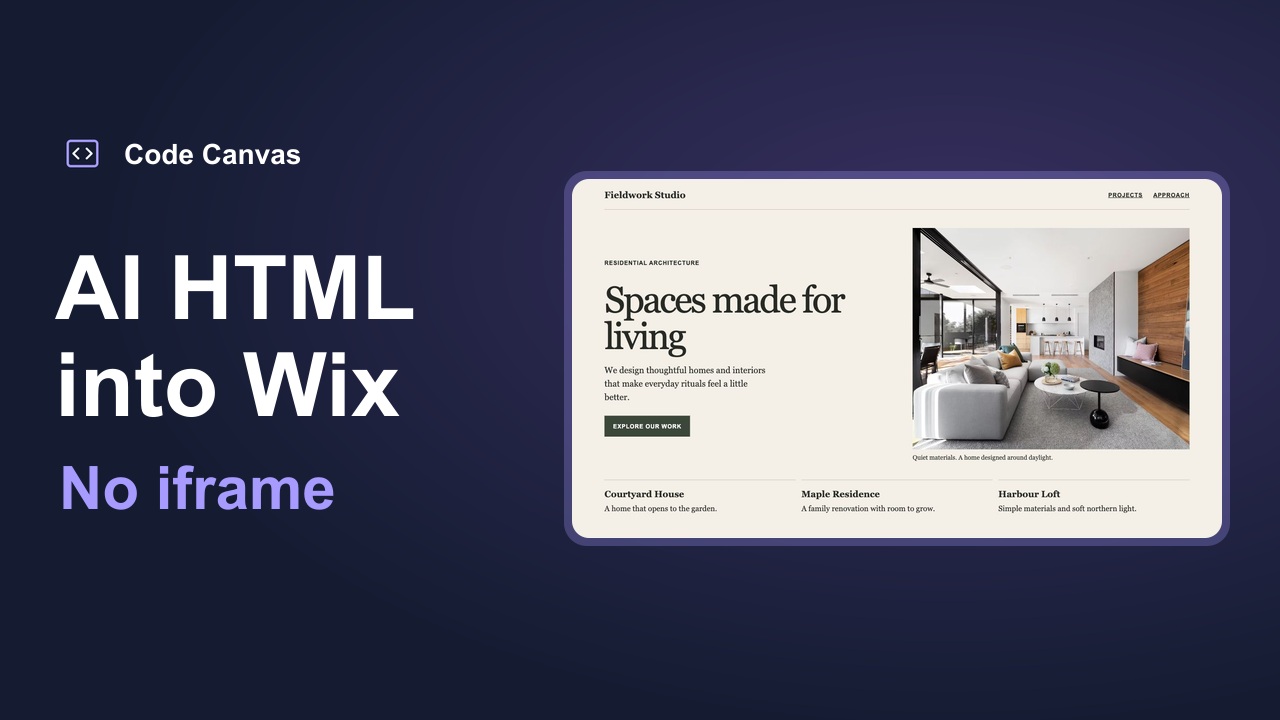 Code Canvas
AI HTML
into Wix
No iframe
Fieldwork Studio
PROJECTS APPROACH
RESIDENTIAL ARCHITECTURE
Spaces made for
living
We design thoughtful homes and interiors
that make everyday rituals feel a little
better.
EXPLORE OUR WORK
Quiet materials. A home designed around daylight.
Courtyard House
A home that opens to the garden.
Maple Residence
A family renovation with room to grow.
Harbour Loft
Simple materials and soft northern light.